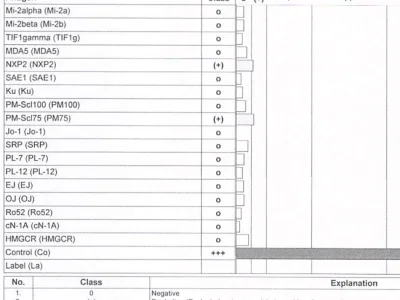 Mi-2alpha (Mi-2a) o
Mi-2beta (Mi-2b) o
TIF1gamma (TIF1g) o
MDA5 (MDA5) o
NXP2 (NXP2) (+)
SAE1 (SAE1) o
Ku (Ku) o
PM-Scl100 (PM100) o
PM-Scl75 (PM75) (+)
Jo-1 (Jo-1) o
SRP (SRP) o
PL-7 (PL-7) o
PL-12 (PL-12) o
EJ (EJ) o
OJ (OJ) o
Ro52 (Ro52) o
cN-1A (cN-1A) o
HMGCR (HMGCR) o
Control (Co) +++
Label (La)
No. Class Explanation
1. 0 Negative